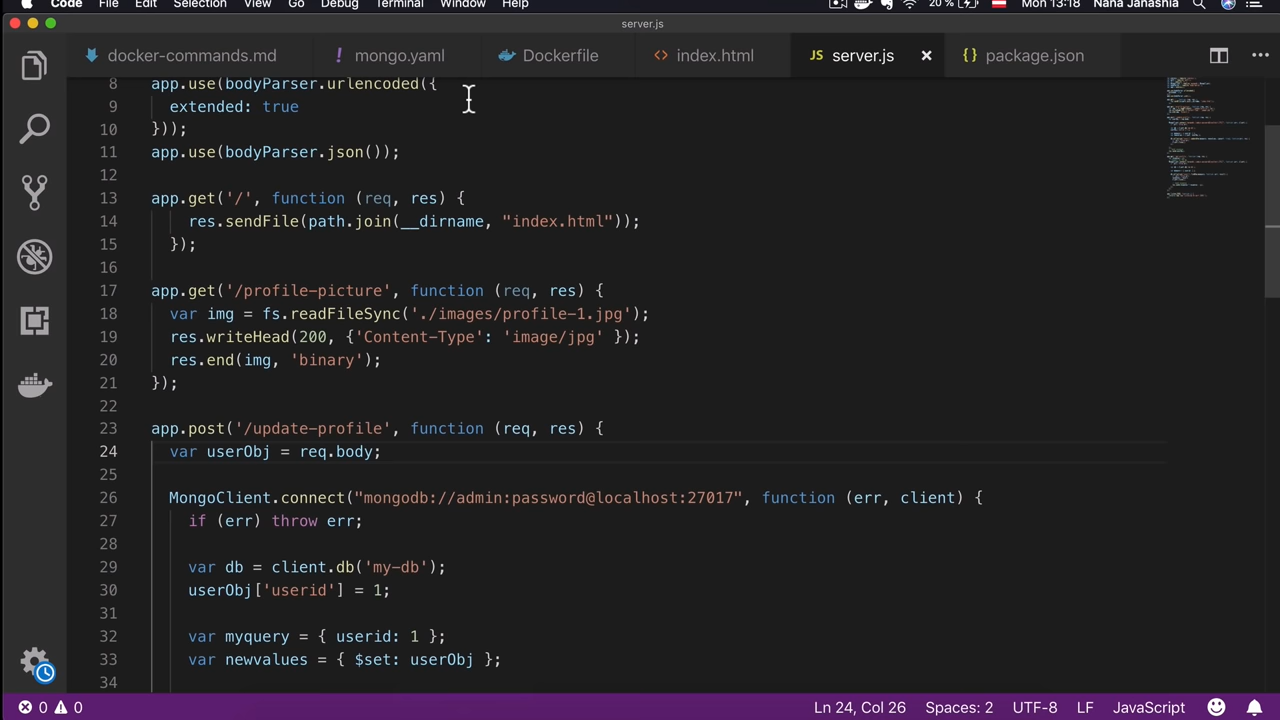 Code File Edit Selection View Go Debug Terminal Window Help 20 % Mon 13:18 Nana Janashia
server.js
docker-commands.md ! mongo.yaml Dockerfile <> index.html JS server.js × {} package.json
8 app.use(bodyParser.urlencoded({
9 extended: true
10 }));
11 app.use(bodyParser.json());
12
13 app.get('/', function (req, res) {
14 res.sendFile(path.join(__dirname, "index.html"));
15 });
16
17 app.get('/profile-picture', function (req, res) {
18 var img = fs.readFileSync('./images/profile-1.jpg');
19 res.writeHead(200, {'Content-Type': 'image/jpg' });
20 res.end(img, 'binary');
21 });
22
23 app.post('/update-profile', function (req, res) {
24 var userObj = req.body;
25
26 MongoClient.connect("mongodb://admin:password@localhost:27017", function (err, client) {
27 if (err) throw err;
28
29 var db = client.db('my-db');
30 userObj['userid'] = 1;
31
32 var myquery = { userid: 1 };
33 var newvalues = { $set: userObj };
34
0 0 Ln 24, Col 26 Spaces: 2 UTF-8 LF JavaScript